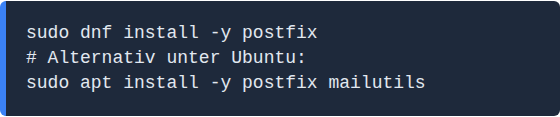 sudo dnf install -y postfix
# Alternativ unter Ubuntu:
sudo apt install -y postfix mailutils